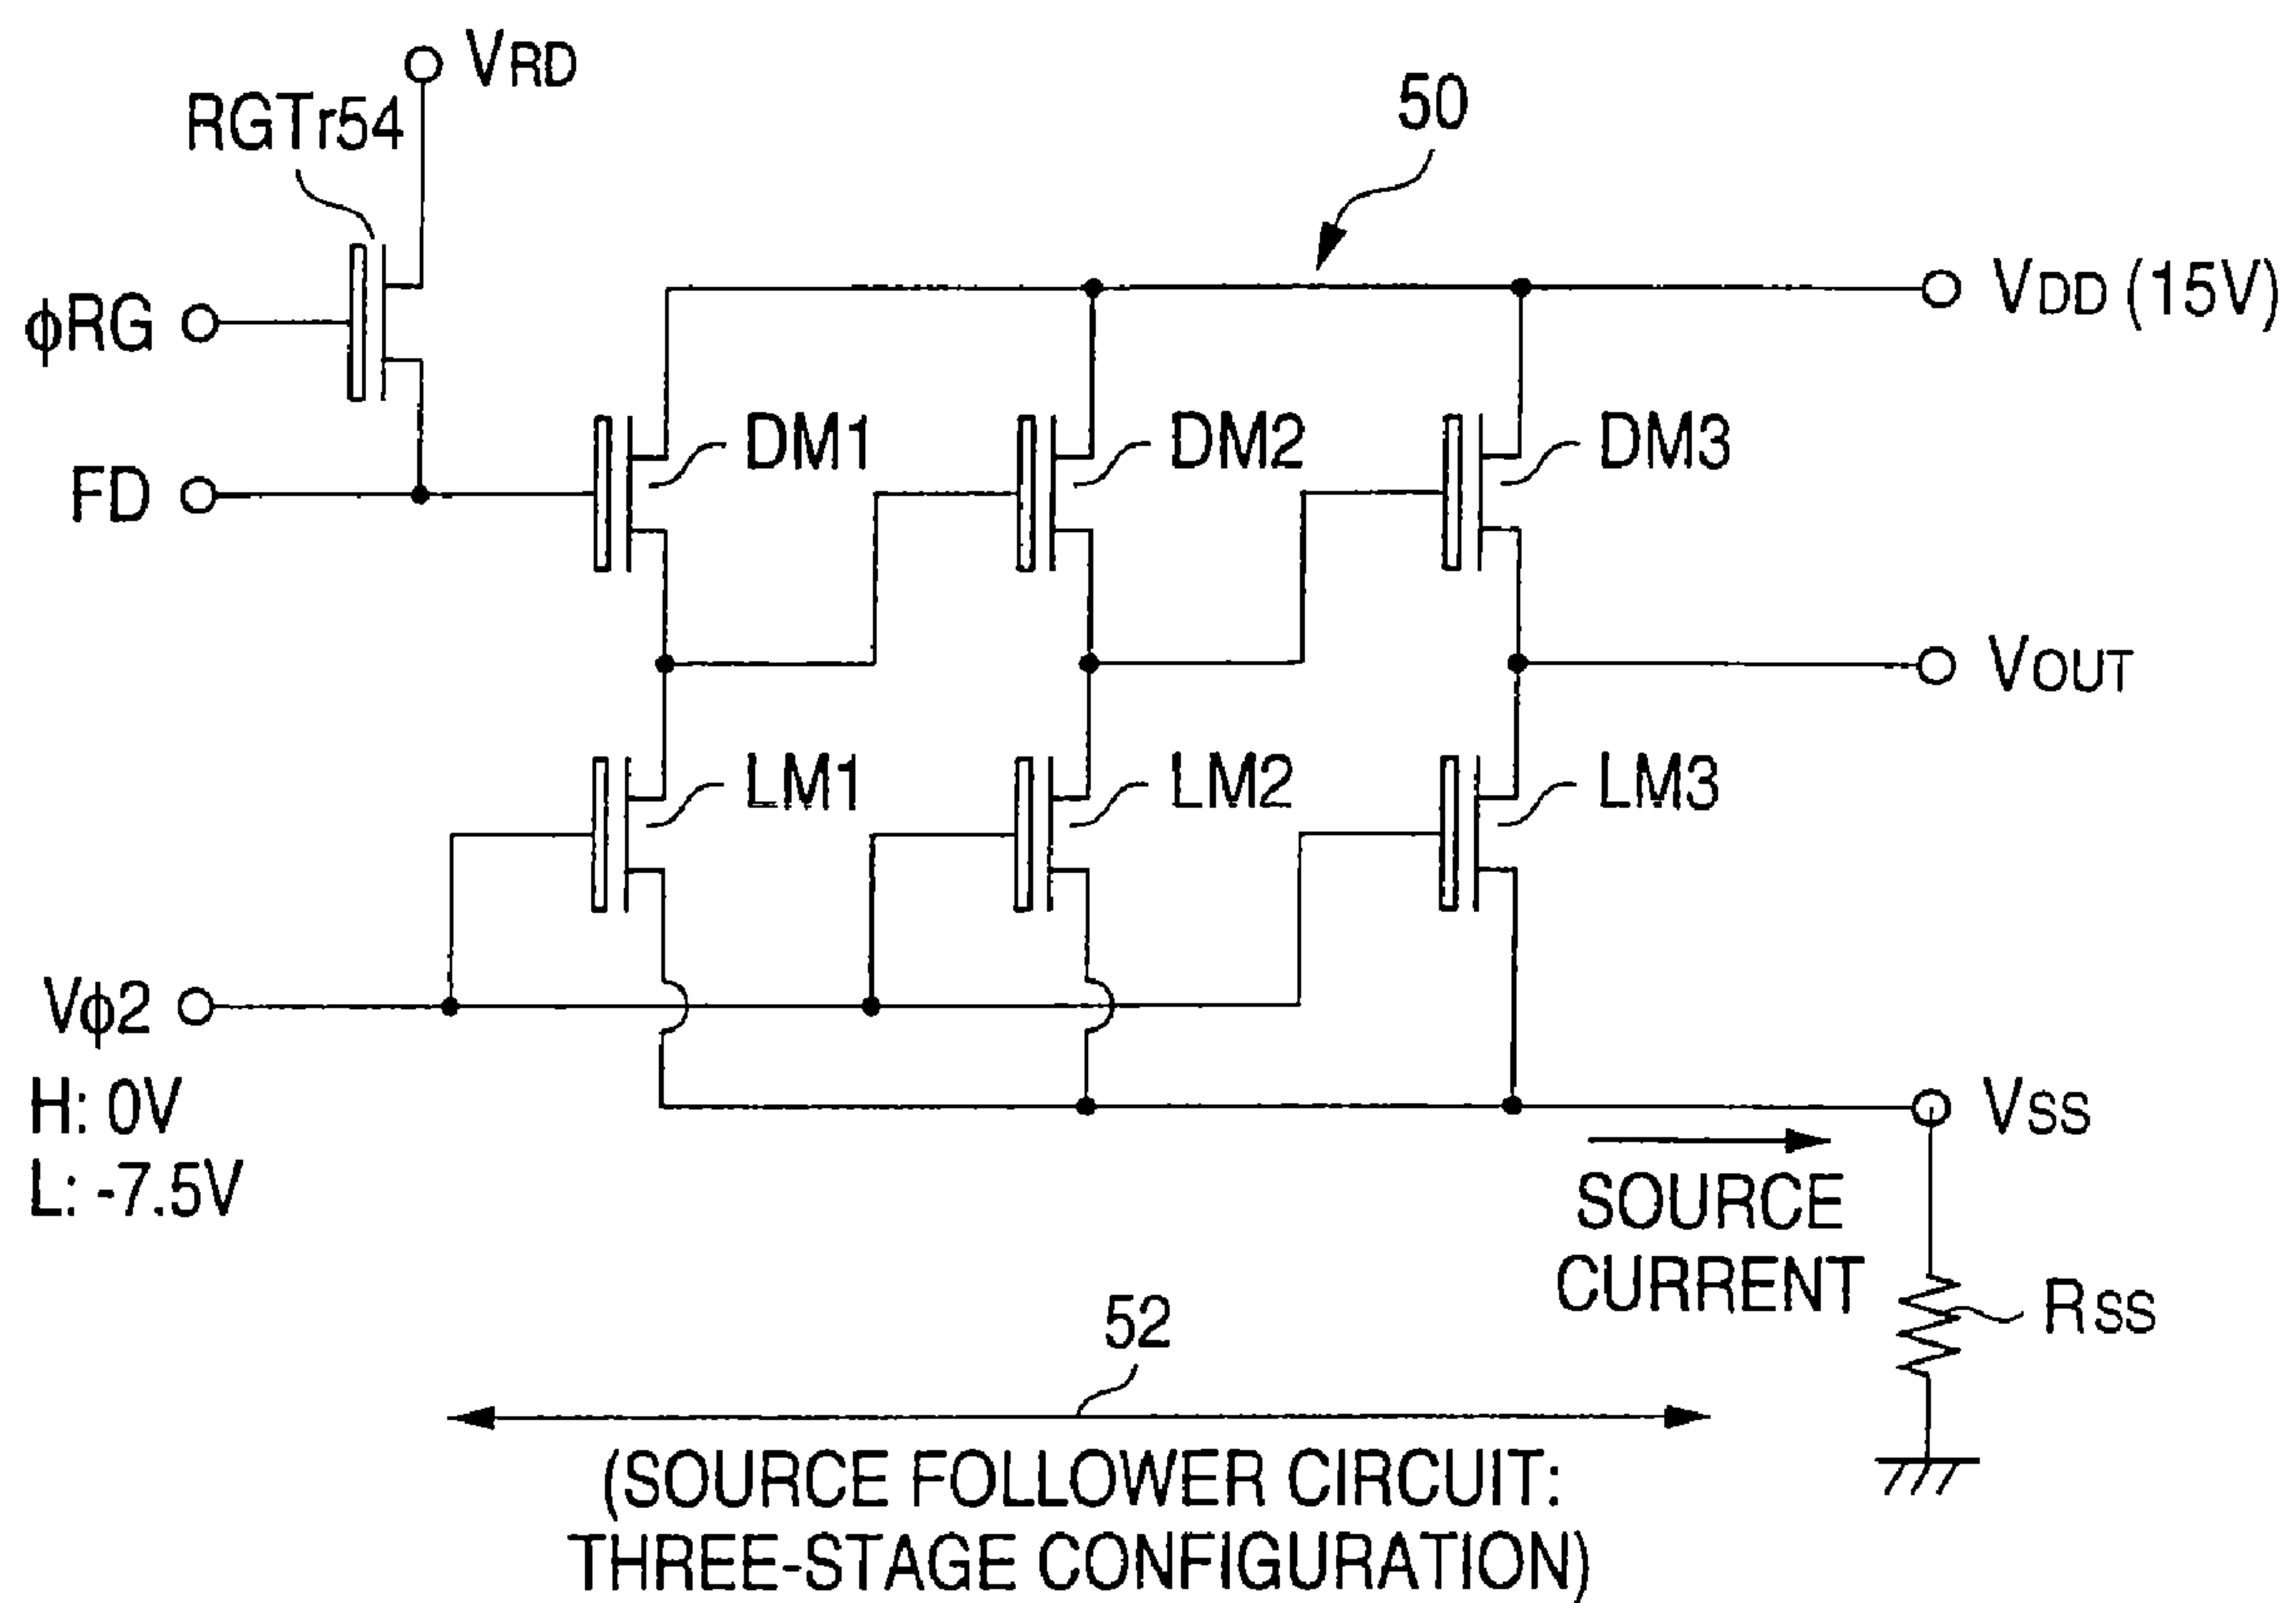 VRD
RGTr54
50
φRG
VDD (15V)
FD
DM1
DM2
DM3
VOUT
LM1
LM2
LM3
Vφ2
H: 0V
L: -7.5V
VSS
SOURCE
CURRENT
RSS
52
(SOURCE FOLLOWER CIRCUIT:
THREE-STAGE CONFIGURATION)